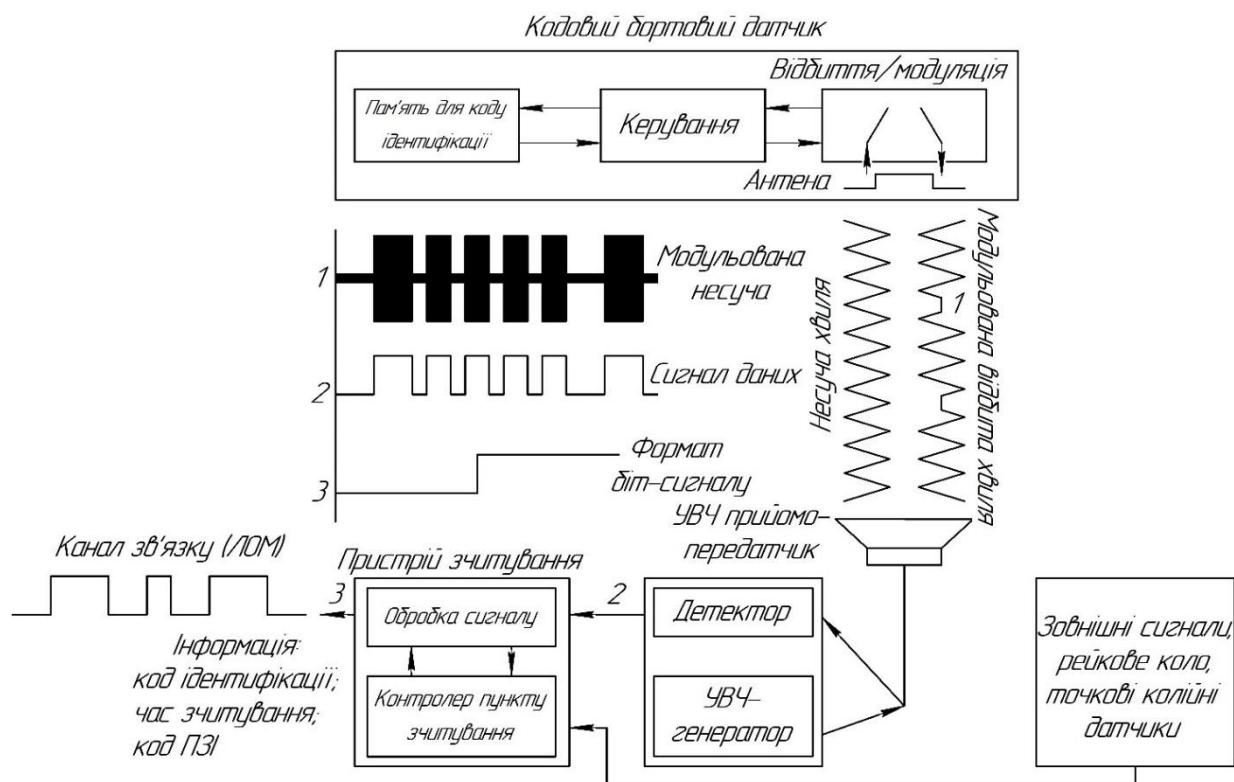 Кодовий бортовий датчик
Відбиття/модуляція
Пам'ять для коду
ідентифікації
Керування
Антена
1
Модульована
несуча
2
Сигнал даних
3
Формат
біт-сигналу
Несуча хвиля
1
Модульована відбита хвиля
УВЧ прийомо-
передатчик
Канал зв'язку (ЛОМ)
Інформація:
код ідентифікації;
час зчитування;
код ПЗІ
3
Пристрій зчитування
Обробка сигналу
Контролер пункту
зчитування
2
Детектор
УВЧ-
генератор
Зовнішні сигнали,
рейкове коло,
точкові колійні
датчики